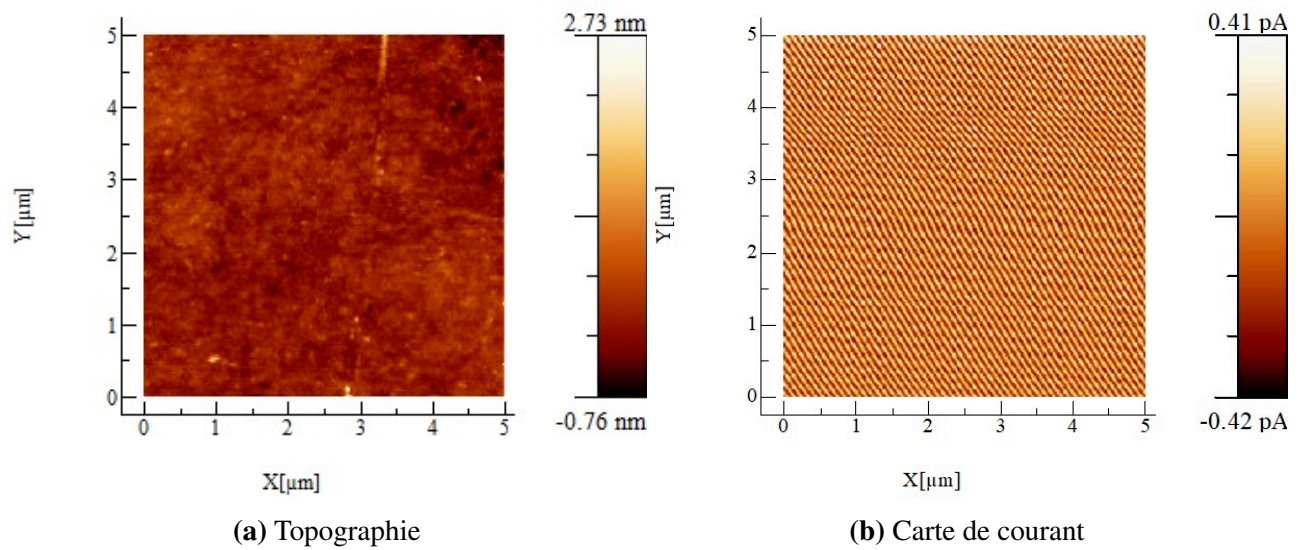 2.73 nm
5
4
3
2
1
0
Y[µm]
0 1 2 3 4 5
X[µm]
-0.76 nm
(a) Topographie
0.41 pA
5
4
3
2
1
0
Y[µm]
0 1 2 3 4 5
X[µm]
-0.42 pA
(b) Carte de courant